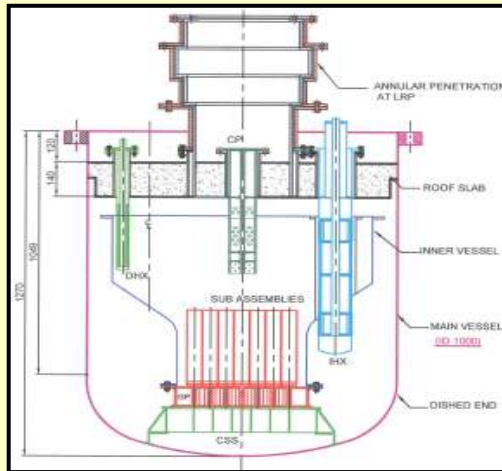 ANNULAR PENETRATION
AT LRP
CP
120
140
ROOF SLAB
1049
1270
INNER VESSEL
DHX
SUB ASSEMBLIES
MAIN VESSEL
(ID 1000)
IHX
GP
DISHED END
CSS